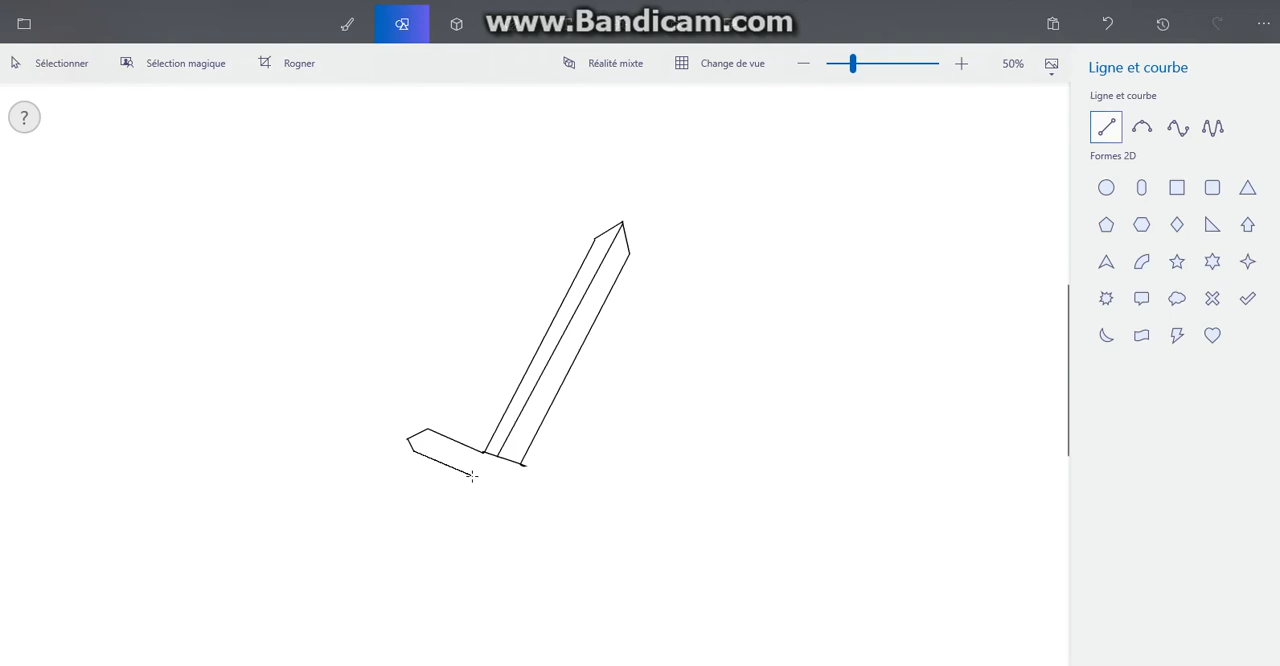 www.Bandicam.com
Sélectionner Sélection magique Rogner Réalité mixte Change de vue 50% Ligne et courbe
?
Ligne et courbe
Formes 2D